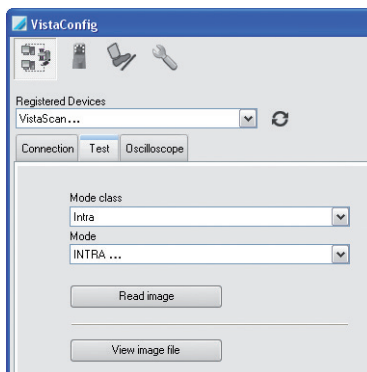 VistaConfig
Registered Devices
VistaScan...
Connection Test Oscilloscope
Mode class
Intra
Mode
INTRA ...
Read image
View image file